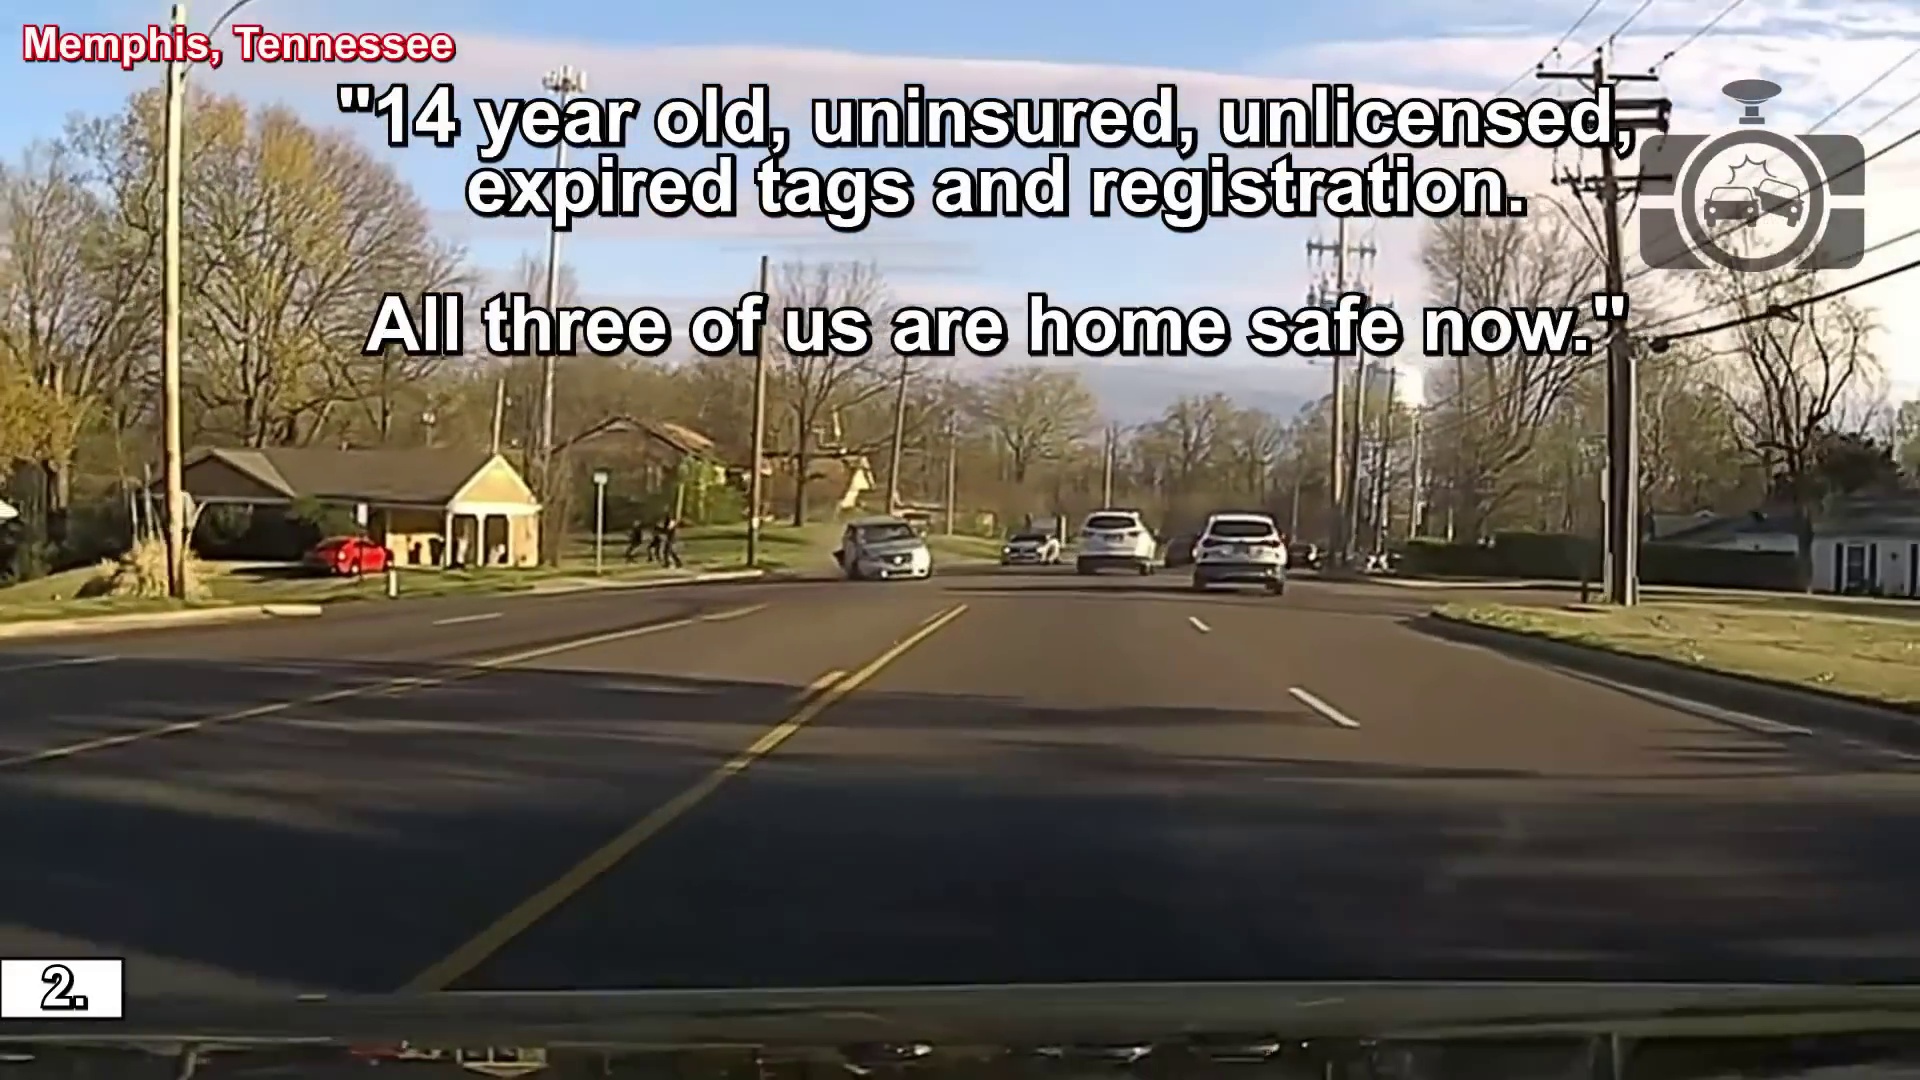 Memphis, Tennessee
"14 year old, uninsured, unlicensed,
expired tags and registration.
All three of us are home safe now."
2.